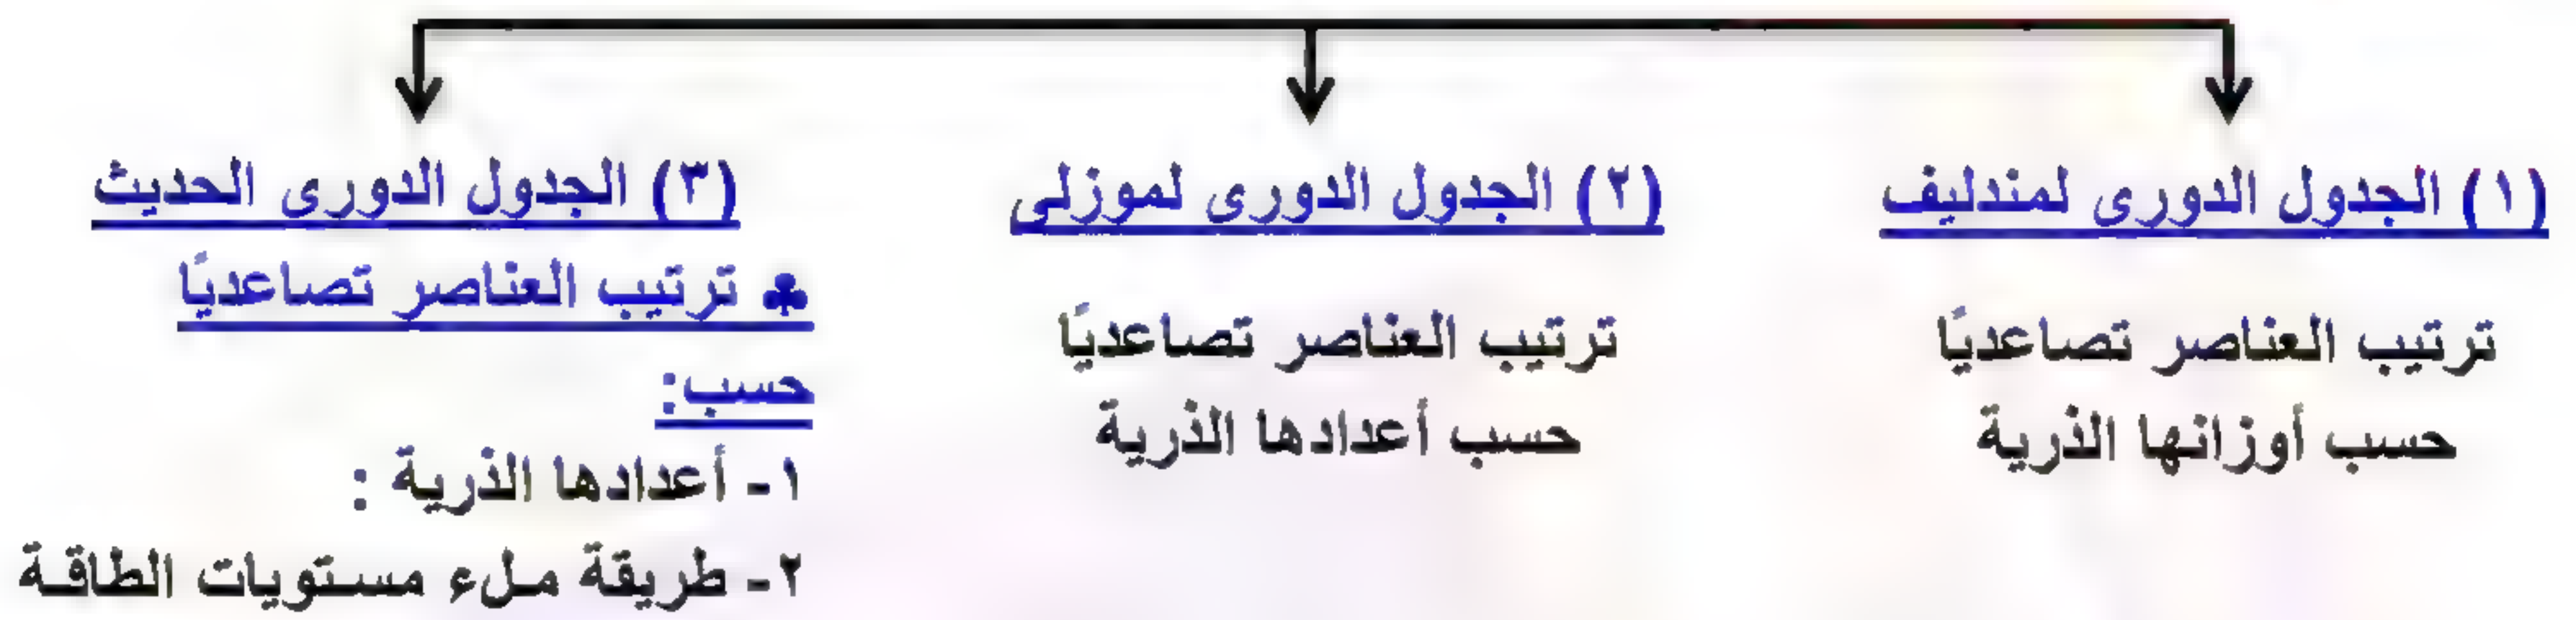 (١) الجدول الدورى لمندليف
ترتيب العناصر تصاعديًا
حسب أوزانها الذرية
(٢) الجدول الدورى لموزلى
ترتيب العناصر تصاعديًا
حسب أعدادها الذرية
(٣) الجدول الدورى الحديث
♣ ترتيب العناصر تصاعديًا
حسب:
١- أعدادها الذرية :
٢- طريقة ملء مستويات الطاقة